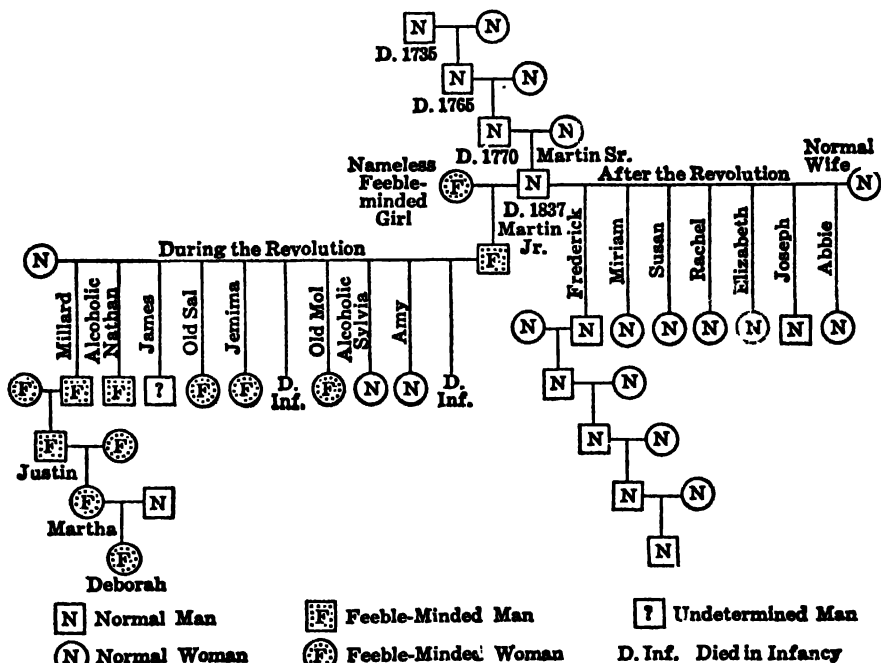 N N
D. 1735
N N
D. 1765
N N
D. 1770 Martin Sr.
Nameless
Feeble-
minded
Girl
F N After the Revolution Normal
Wife
N
D. 1837
Martin
Jr.
N During the Revolution F
Frederick
Miriam
Susan
Rachel
Elizabeth
Joseph
Abbie
N N N N N N N N
Millard
Alcoholic
Nathan
James
Old Sal
Jemima
Old Mol
Alcoholic
Sylvia
Amy
F F F ? F F D.
Inf. F N N D.
Inf.
N N
F F
Justin
N N
F N
Martha
N N
F
Deborah
N
N Normal Man
F Feeble-Minded Man
? Undetermined Man
N Normal Woman
F Feeble-Minded Woman
D. Inf. Died in Infancy